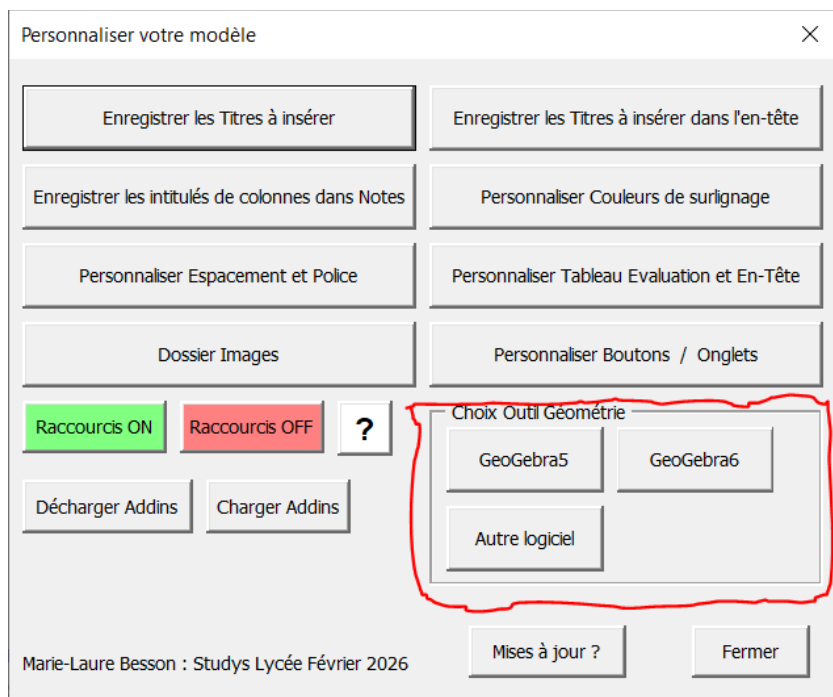 Personnaliser votre modèle
Enregistrer les Titres à insérer
Enregistrer les Titres à insérer dans l'en-tête
Enregistrer les intitulés de colonnes dans Notes
Personnaliser Couleurs de surlignage
Personnaliser Espacement et Police
Personnaliser Tableau Evaluation et En-Tête
Dossier Images
Personnaliser Boutons / Onglets
Raccourcis ON
Raccourcis OFF
?
Choix Outil Géométrie
GeoGebra5
GeoGebra6
Décharger Addins
Charger Addins
Autre logiciel
Marie-Laure Besson : Studys Lycée Février 2026
Mises à jour ?
Fermer